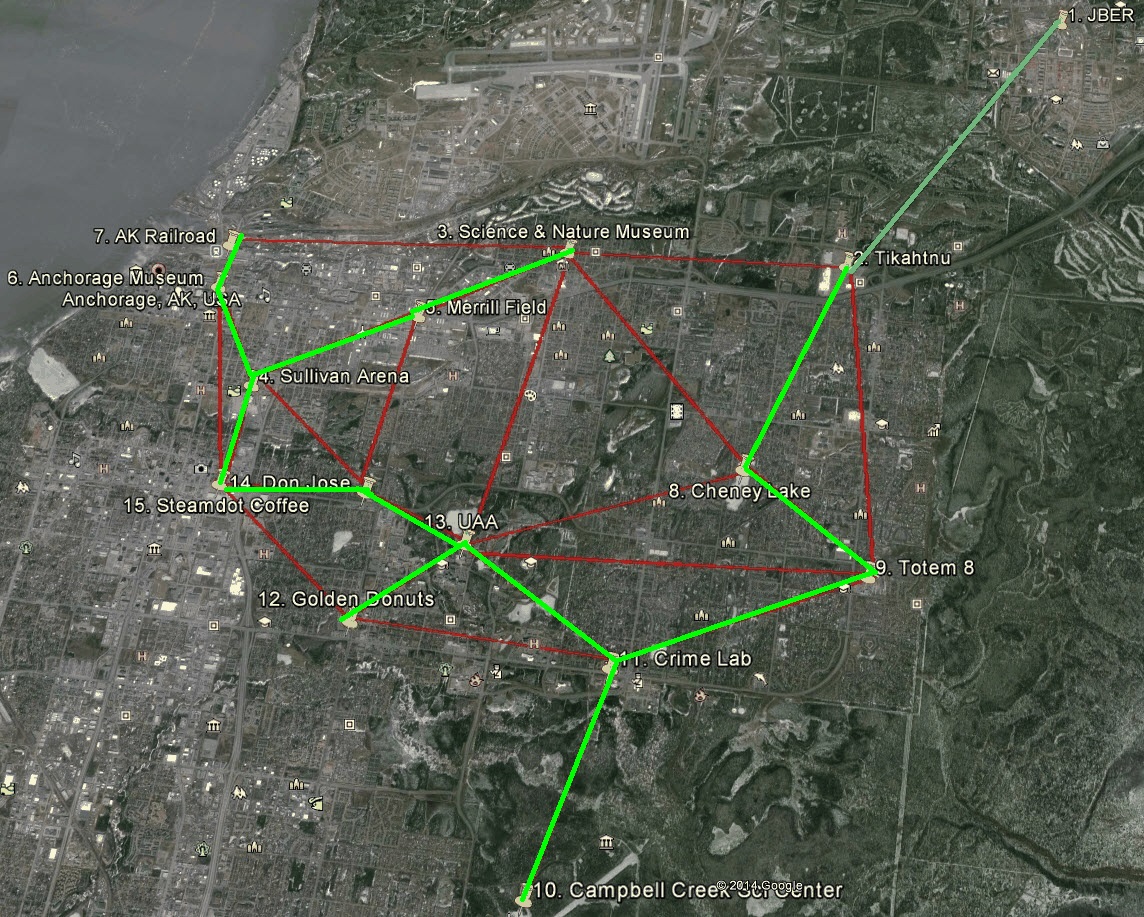 1. JBER
7. AK Railroad
3. Science & Nature Museum
2. Tikahtnu
6. Anchorage Museum
Anchorage, AK, USA
5. Merrill Field
4. Sullivan Arena
14. Don Jose
8. Cheney Lake
15. Steamdot Coffee
13. UAA
9. Totem 8
12. Golden Donuts
11. Crime Lab
10. Campbell Creek Sci Center
© 2014 Google